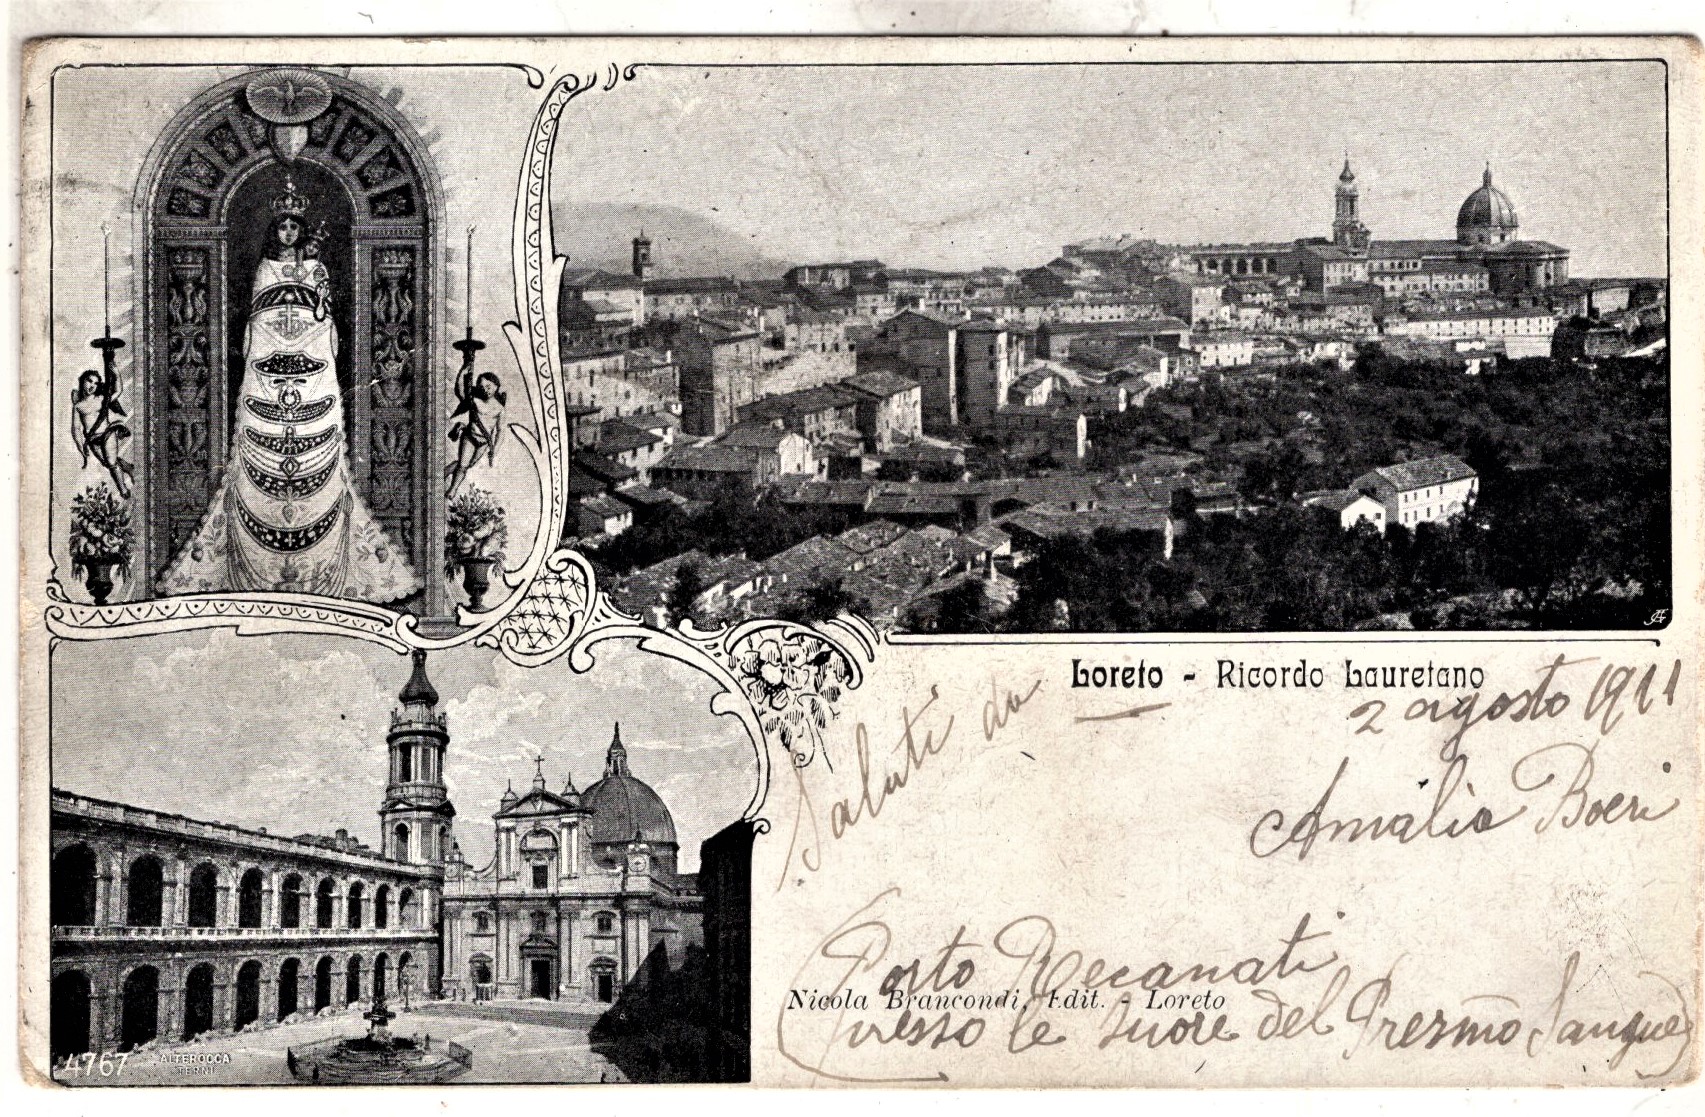 Loreto - Ricordo Lauretano
Saluti da
2 agosto 1911
Amalia Boeri
Porto Recanati
Nicola Brancondi, Edit. - Loreto
(presso le suore del Prezmo Sangue)
4767 ALTEROCCA
TERNI